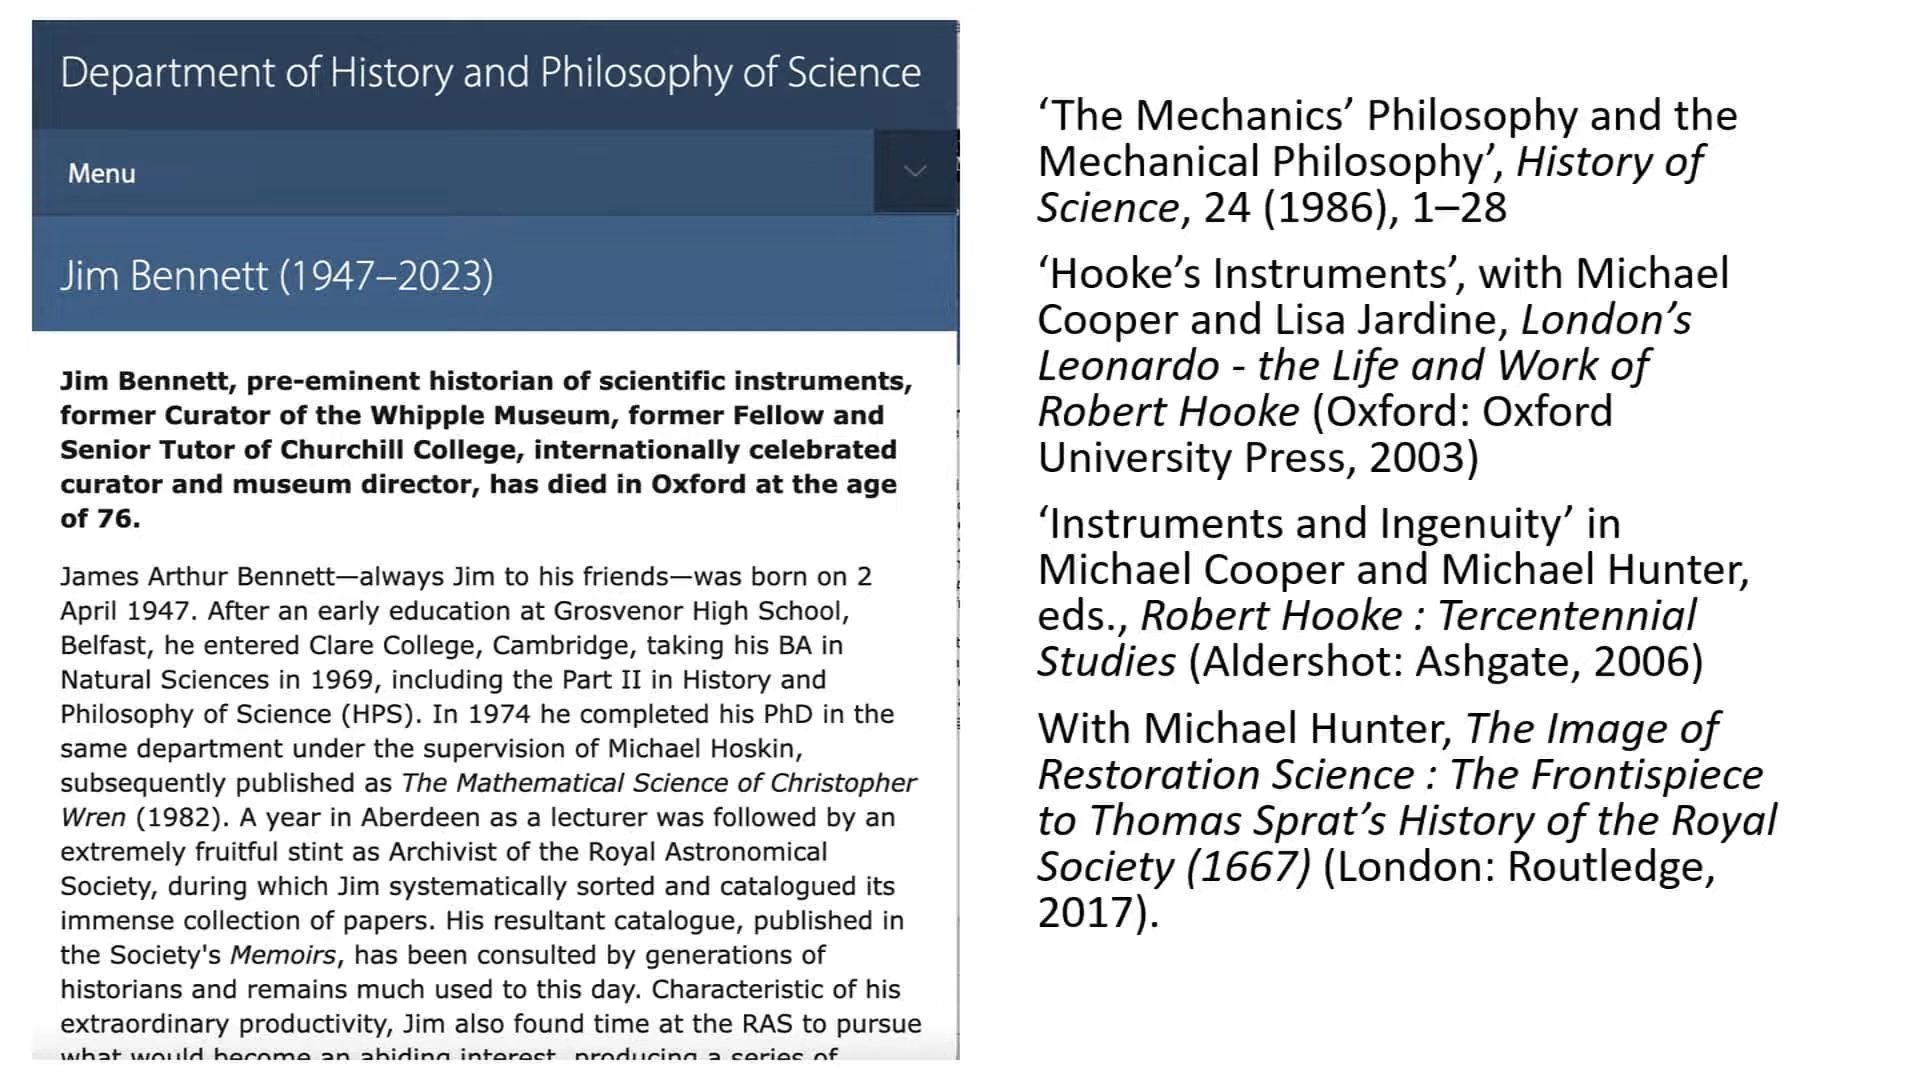 Department of History and Philosophy of Science
Menu
Jim Bennett (1947–2023)
Jim Bennett, pre-eminent historian of scientific instruments,
former Curator of the Whipple Museum, former Fellow and
Senior Tutor of Churchill College, internationally celebrated
curator and museum director, has died in Oxford at the age
of 76.
James Arthur Bennett—always Jim to his friends—was born on 2
April 1947. After an early education at Grosvenor High School,
Belfast, he entered Clare College, Cambridge, taking his BA in
Natural Sciences in 1969, including the Part II in History and
Philosophy of Science (HPS). In 1974 he completed his PhD in the
same department under the supervision of Michael Hoskin,
subsequently published as The Mathematical Science of Christopher
Wren (1982). A year in Aberdeen as a lecturer was followed by an
extremely fruitful stint as Archivist of the Royal Astronomical
Society, during which Jim systematically sorted and catalogued its
immense collection of papers. His resultant catalogue, published in
the Society's Memoirs, has been consulted by generations of
historians and remains much used to this day. Characteristic of his
extraordinary productivity, Jim also found time at the RAS to pursue
what would become an abiding interest, producing a series of
‘The Mechanics’ Philosophy and the
Mechanical Philosophy’, History of
Science, 24 (1986), 1–28
‘Hooke’s Instruments’, with Michael
Cooper and Lisa Jardine, London’s
Leonardo - the Life and Work of
Robert Hooke (Oxford: Oxford
University Press, 2003)
‘Instruments and Ingenuity’ in
Michael Cooper and Michael Hunter,
eds., Robert Hooke : Tercentennial
Studies (Aldershot: Ashgate, 2006)
With Michael Hunter, The Image of
Restoration Science : The Frontispiece
to Thomas Sprat’s History of the Royal
Society (1667) (London: Routledge,
2017).